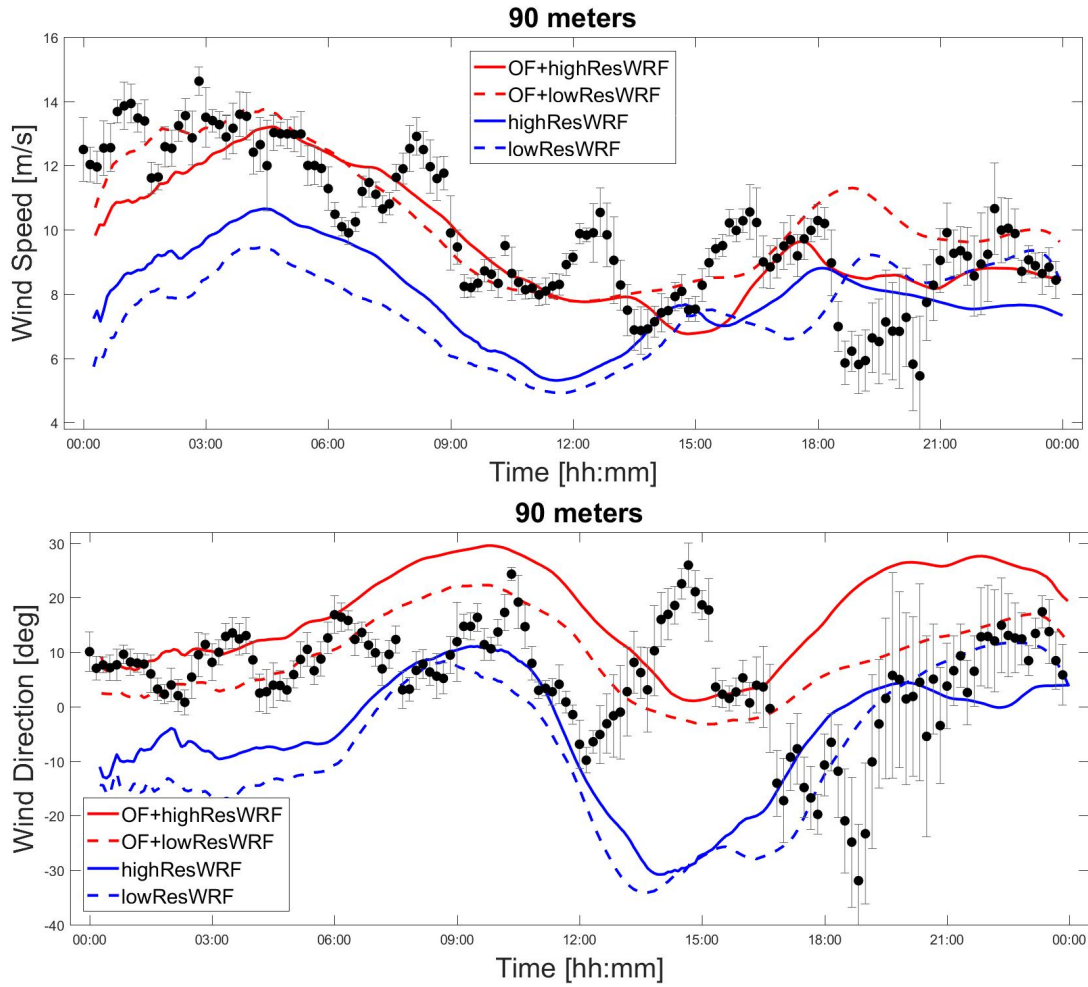 90 meters
Wind Speed [m/s]
16
14
12
10
8
6
4
OF+highResWRF
OF+lowResWRF
highResWRF
lowResWRF
00:00 03:00 06:00 09:00 12:00 15:00 18:00 21:00 00:00
Time [hh:mm]
90 meters
Wind Direction [deg]
30
20
10
0
-10
-20
-30
-40
OF+highResWRF
OF+lowResWRF
highResWRF
lowResWRF
00:00 03:00 06:00 09:00 12:00 15:00 18:00 21:00 00:00
Time [hh:mm]